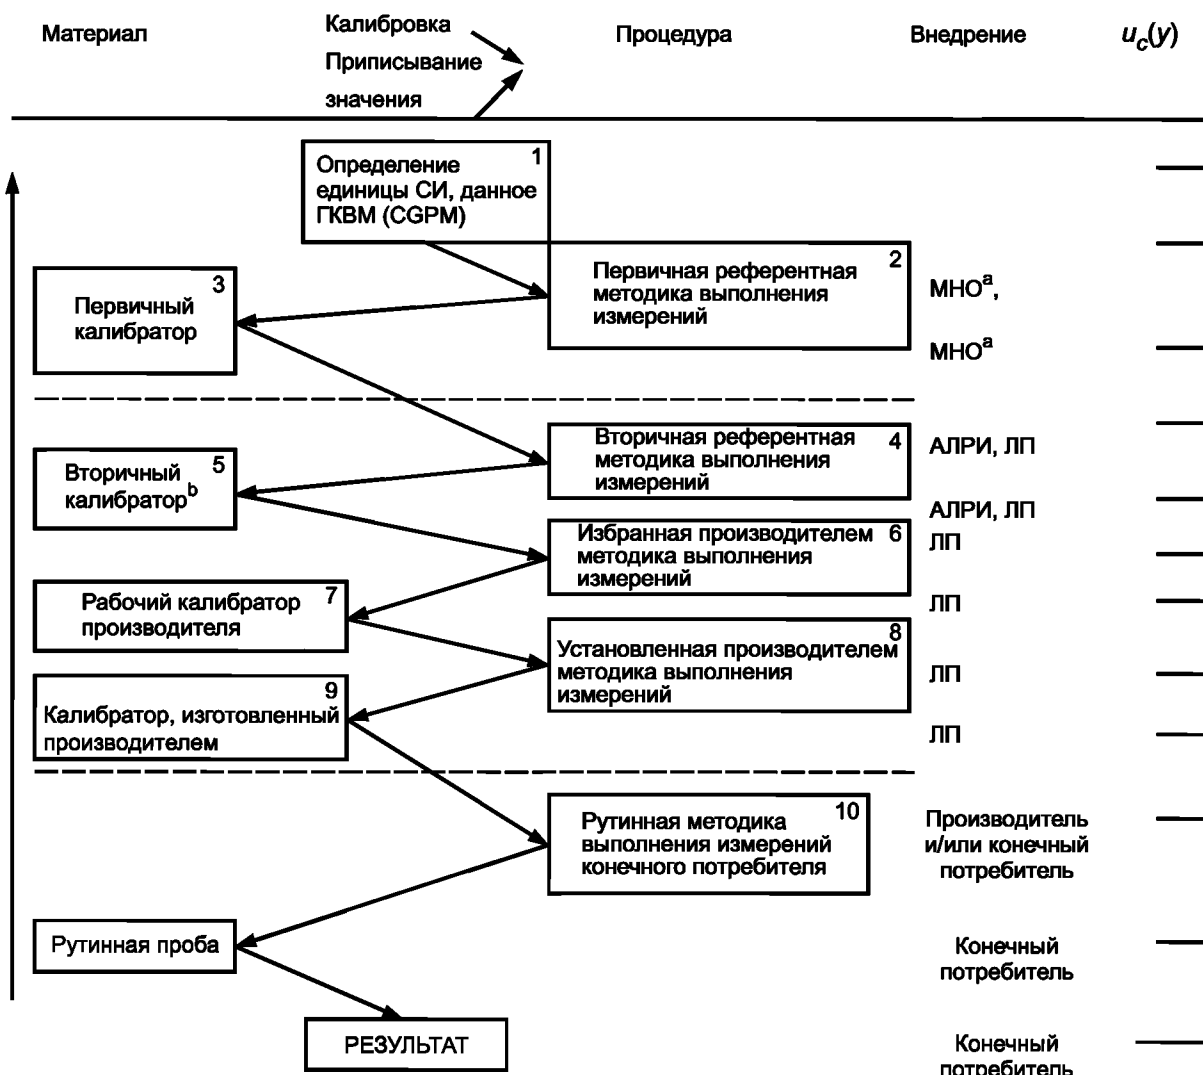 Материал
Калибровка
Приписывание
значения
Процедура
Внедрение
u_c(y)
1
Определение
единицы СИ, данное
ГКВМ (CGPM)
2
Первичная референтная
методика выполнения
измерений
МНОᵃ,
МНОᵃ
3
Первичный
калибратор
4
Вторичная референтная
методика выполнения
измерений
АЛРИ, ЛП
5
Вторичный
калибраторᵇ
АЛРИ, ЛП
6
Избранная производителем
методика выполнения
измерений
ЛП
7
Рабочий калибратор
производителя
ЛП
8
Установленная производителем
методика выполнения
измерений
ЛП
9
Калибратор, изготовленный
производителем
ЛП
10
Рутинная методика
выполнения измерений
конечного потребителя
Производитель
и/или конечный
потребитель
Рутинная проба
Конечный
потребитель
РЕЗУЛЬТАТ
Конечный
потребитель